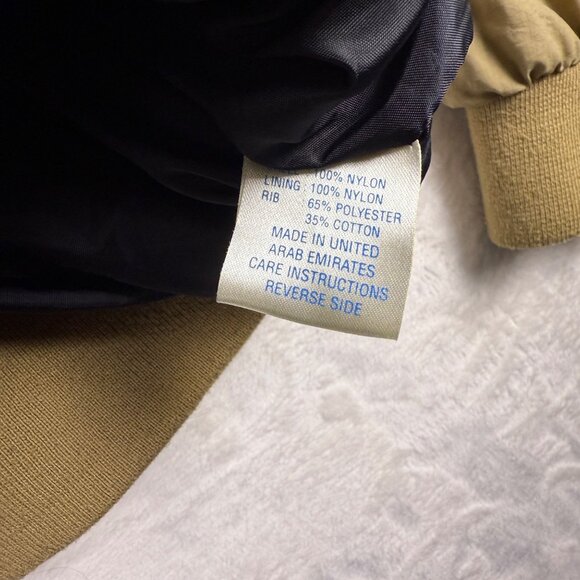 100% NYLON
LINING : 100% NYLON
RIB : 65% POLYESTER
35% COTTON
MADE IN UNITED
ARAB EMIRATES
CARE INSTRUCTIONS
REVERSE SIDE